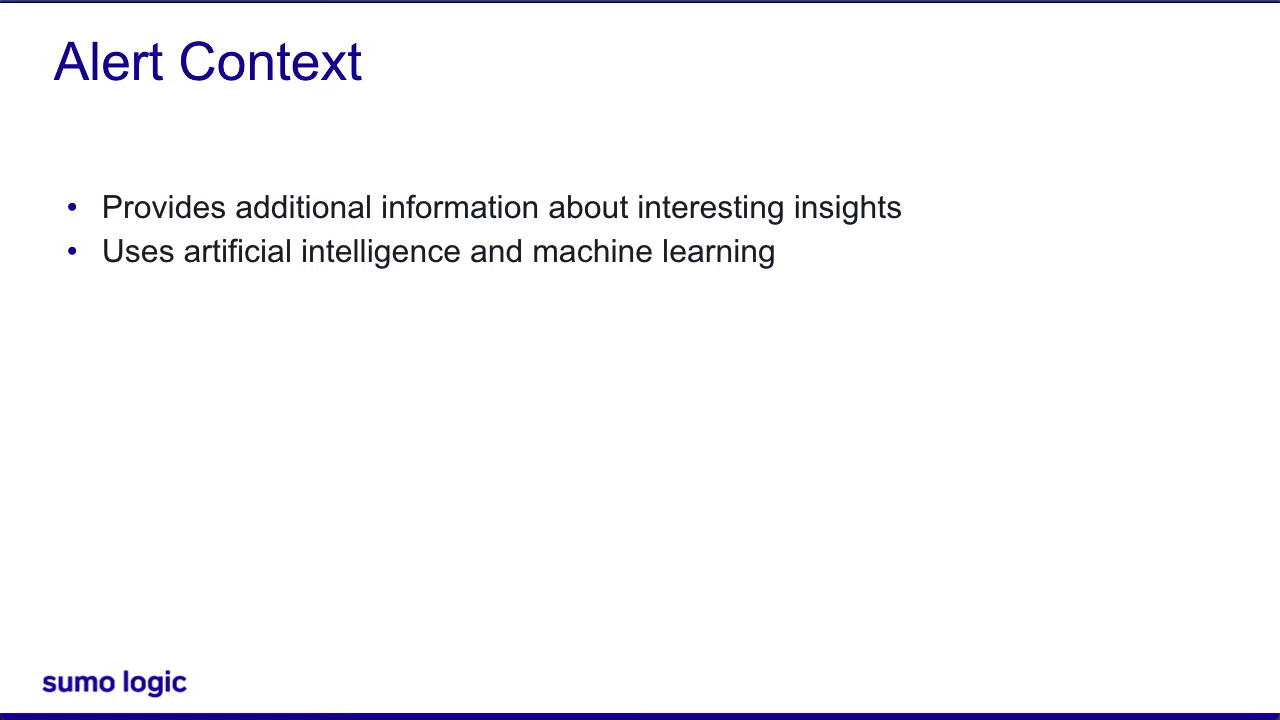 Alert Context
• Provides additional information about interesting insights
• Uses artificial intelligence and machine learning
sumo logic